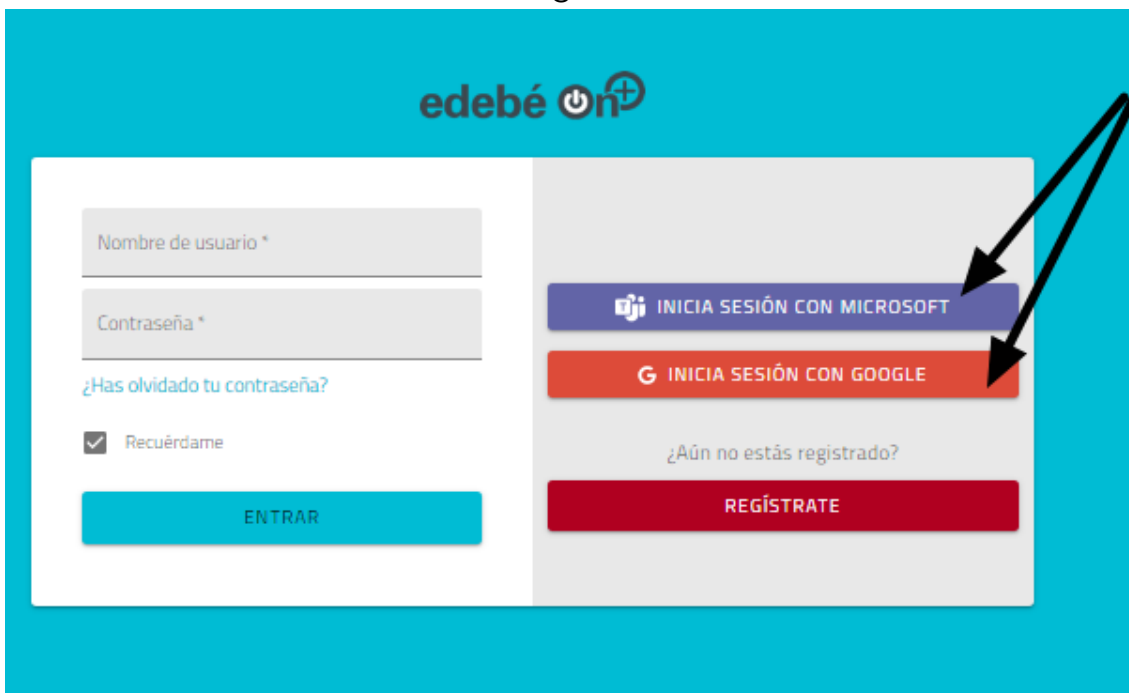 edebé on+
Nombre de usuario *
Contraseña *
¿Has olvidado tu contraseña?
Recuérdame
ENTRAR
INICIA SESIÓN CON MICROSOFT
G INICIA SESIÓN CON GOOGLE
¿Aún no estás registrado?
REGÍSTRATE